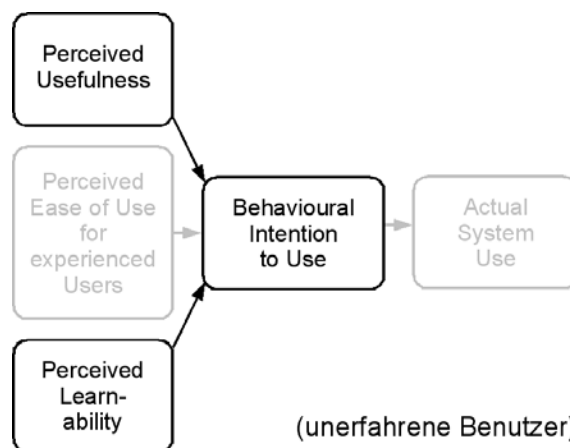 Perceived
Usefulness
Perceived
Ease of Use
for
experienced
Users
Behavioural
Intention
to Use
Actual
System
Use
Perceived
Learn-
ability
(unerfahrene Benutzer)